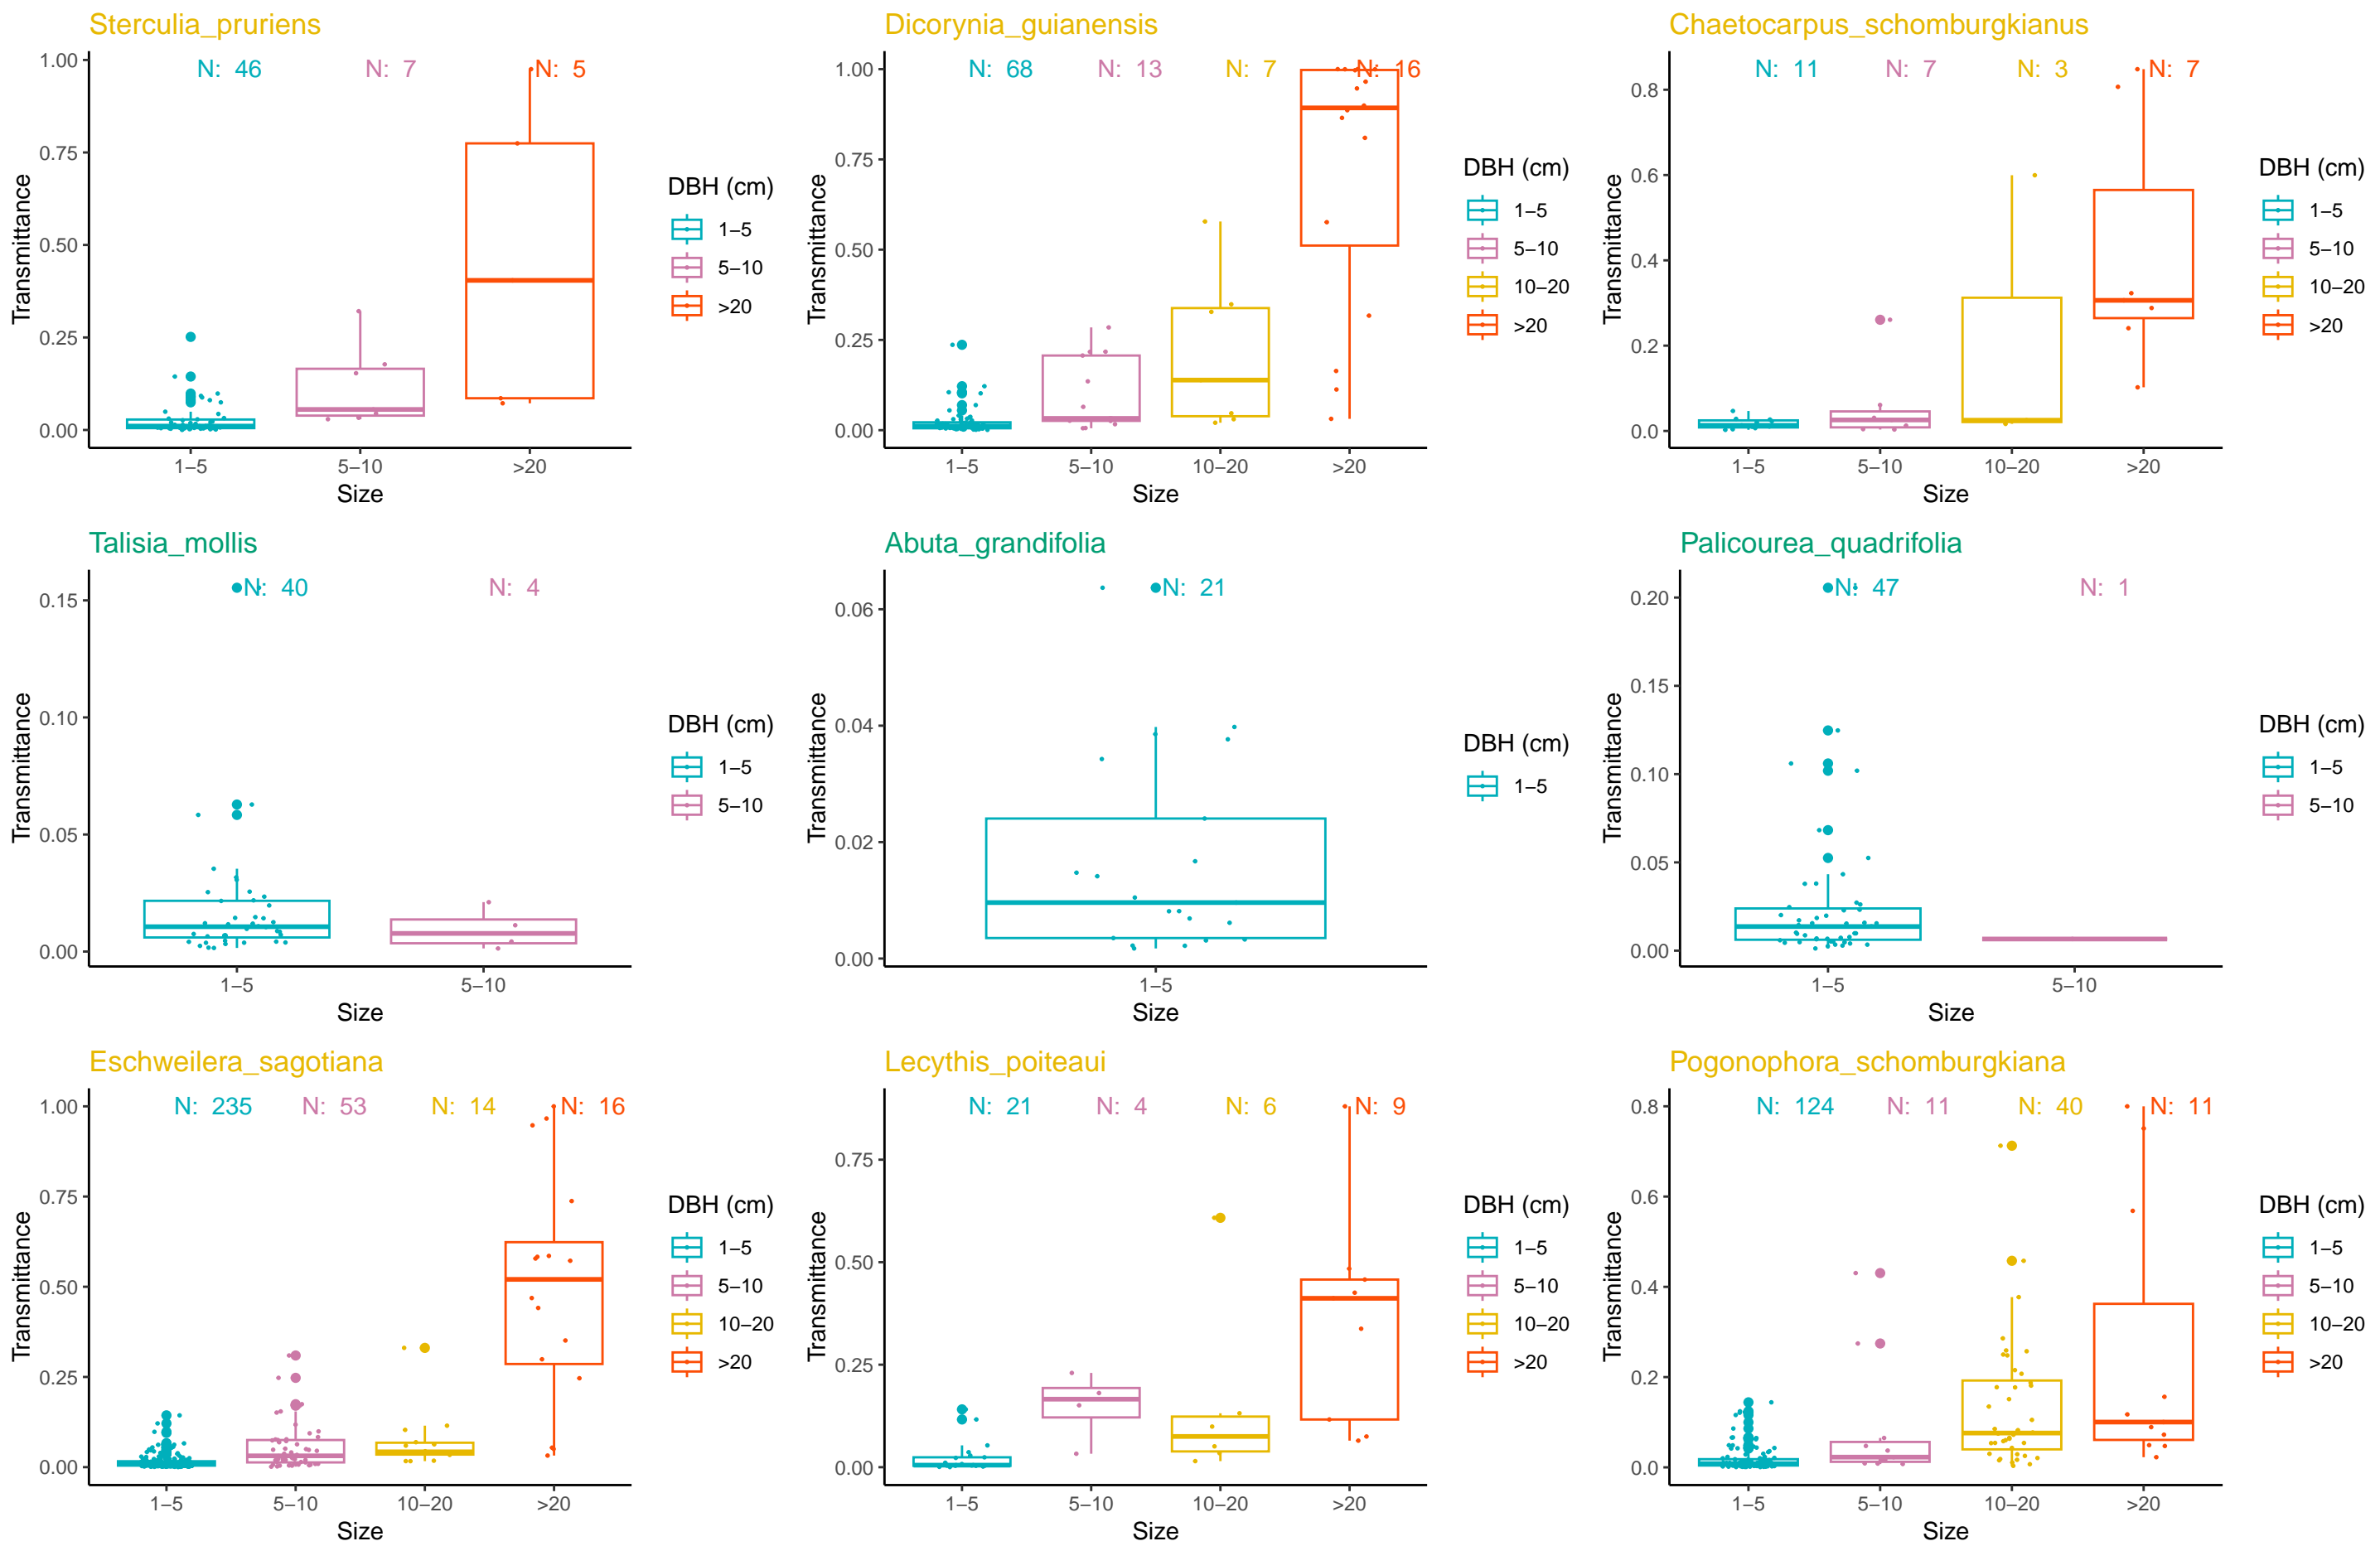 Sterculia_pruriens
N: 46
N: 7
N: 5
1.00
0.75
0.50
0.25
0.00
Transmittance
1–5
5–10
>20
Size
DBH (cm)
1–5
5–10
>20
Dicorynia_guianensis
N: 68
N: 13
N: 7
N: 16
1.00
0.75
0.50
0.25
0.00
Transmittance
1–5
5–10
10–20
>20
Size
DBH (cm)
1–5
5–10
10–20
>20
Chaetocarpus_schomburgkianus
N: 11
N: 7
N: 3
N: 7
0.8
0.6
0.4
0.2
0.0
Transmittance
1–5
5–10
10–20
>20
Size
DBH (cm)
1–5
5–10
10–20
>20
Talisia_mollis
N: 40
N: 4
0.15
0.10
0.05
0.00
Transmittance
1–5
5–10
Size
DBH (cm)
1–5
5–10
Abuta_grandifolia
N: 21
0.06
0.04
0.02
0.00
Transmittance
1–5
Size
DBH (cm)
1–5
Palicourea_quadrifolia
N: 47
N: 1
0.20
0.15
0.10
0.05
0.00
Transmittance
1–5
5–10
Size
DBH (cm)
1–5
5–10
Eschweilera_sagotiana
N: 235
N: 53
N: 14
N: 16
1.00
0.75
0.50
0.25
0.00
Transmittance
1–5
5–10
10–20
>20
Size
DBH (cm)
1–5
5–10
10–20
>20
Lecythis_poiteaui
N: 21
N: 4
N: 6
N: 9
0.75
0.50
0.25
0.00
Transmittance
1–5
5–10
10–20
>20
Size
DBH (cm)
1–5
5–10
10–20
>20
Pogonophora_schomburgkiana
N: 124
N: 11
N: 40
N: 11
0.8
0.6
0.4
0.2
0.0
Transmittance
1–5
5–10
10–20
>20
Size
DBH (cm)
1–5
5–10
10–20
>20